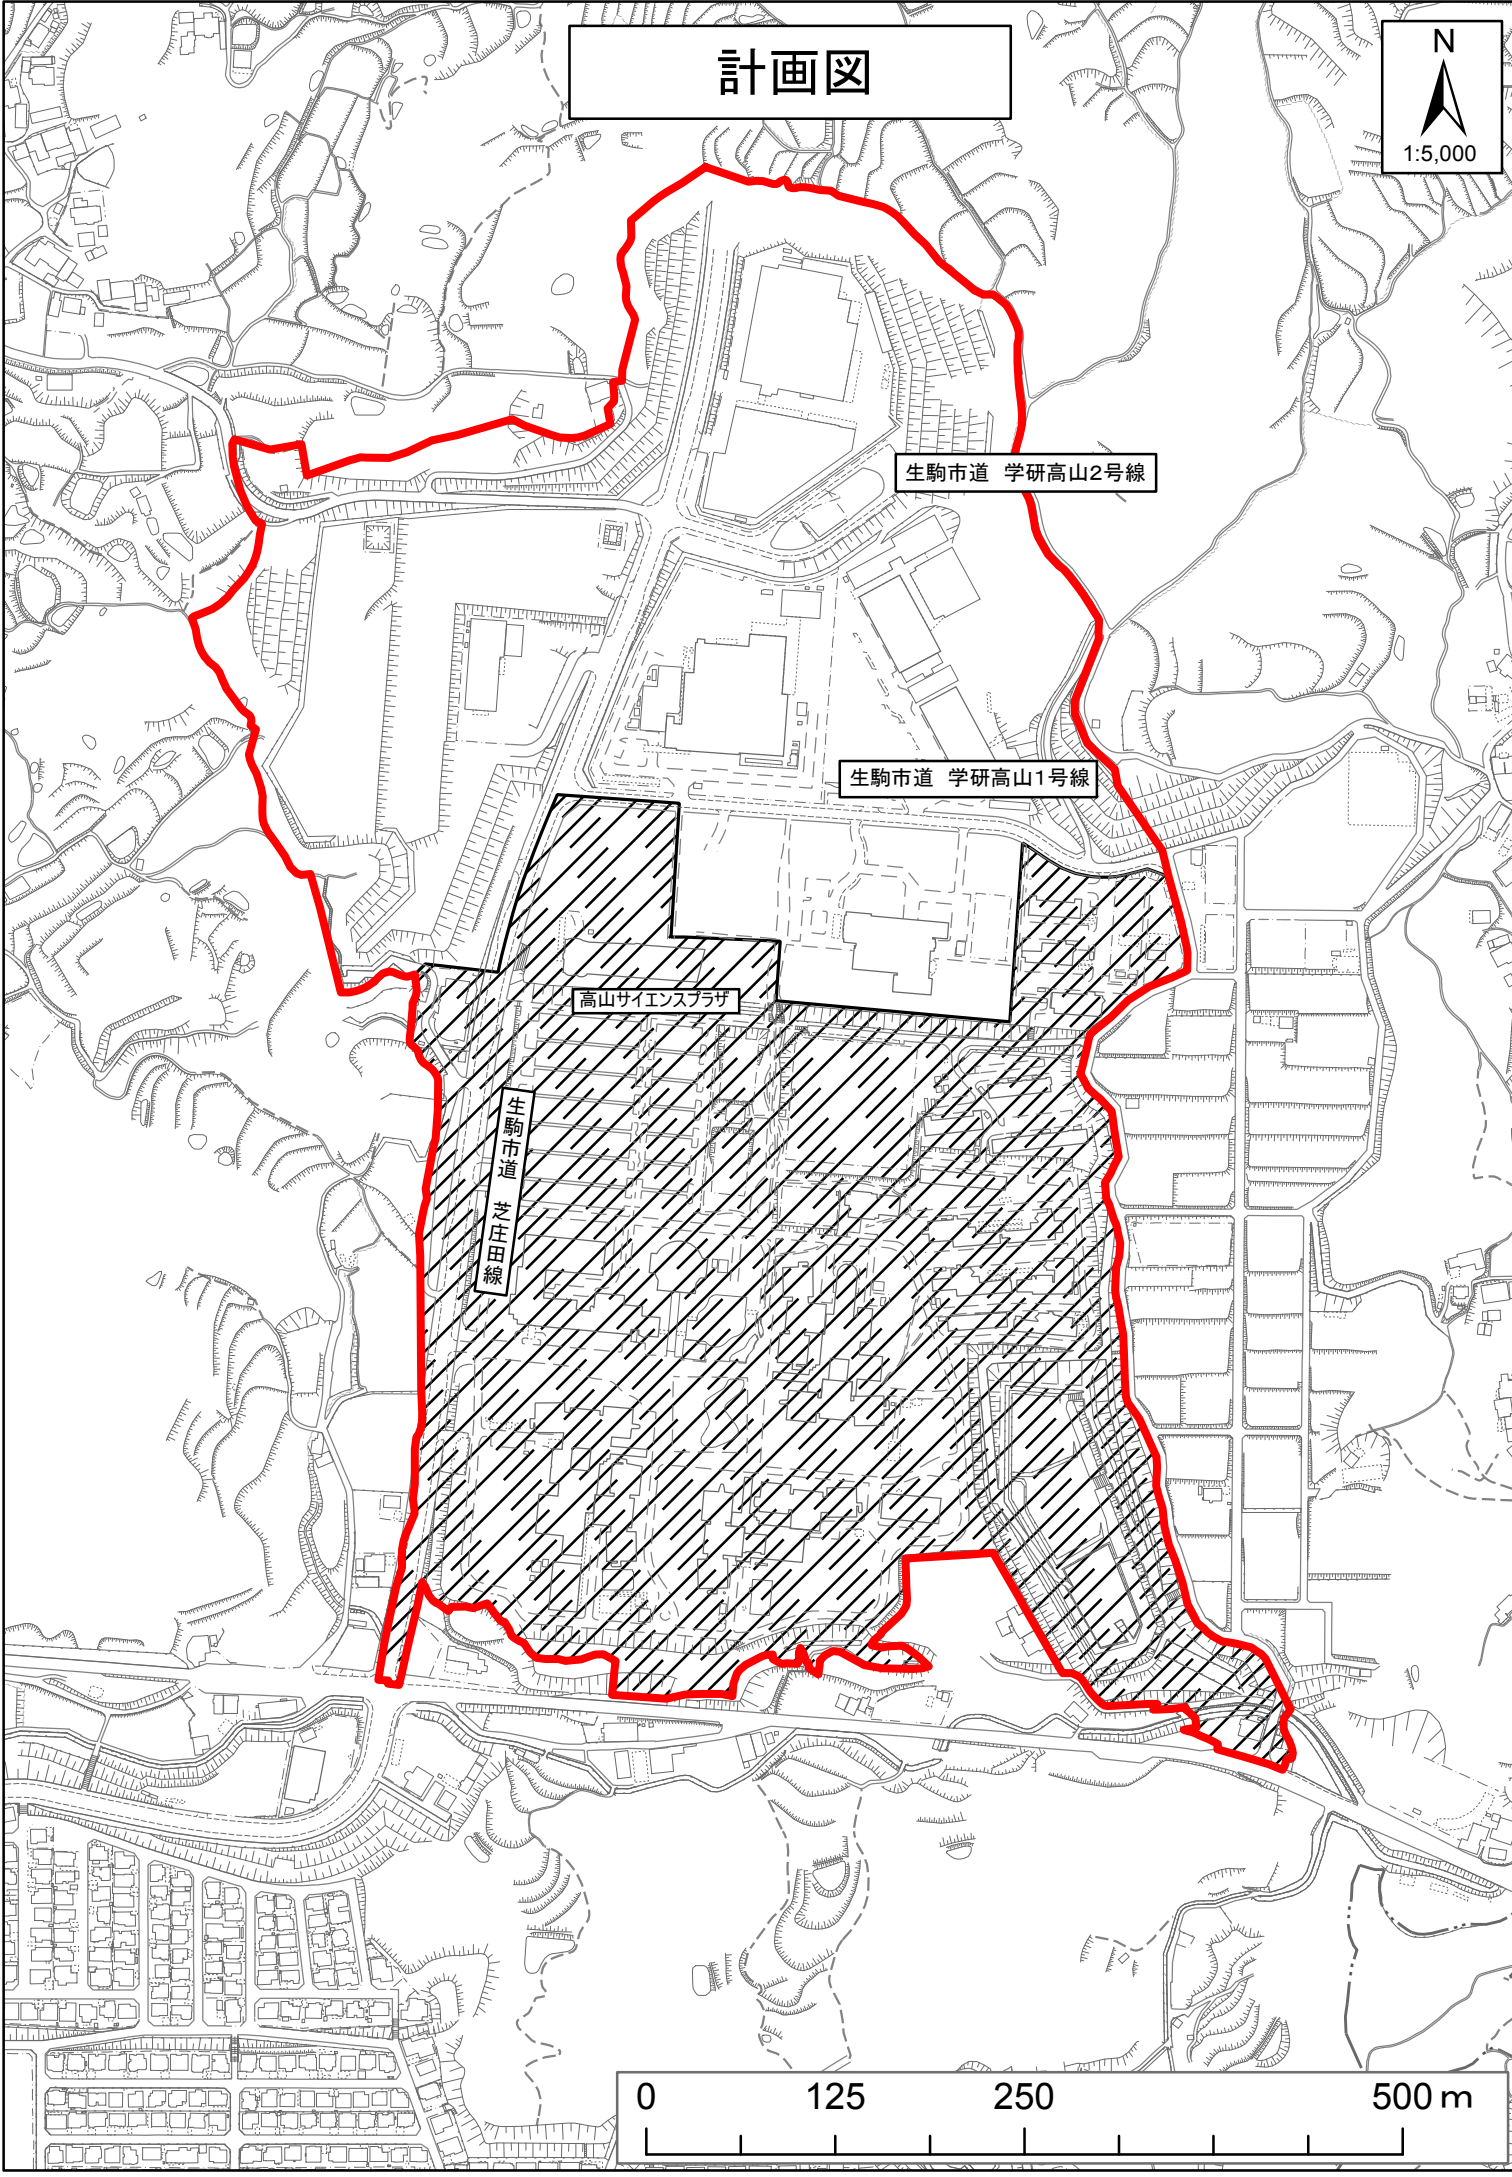 計画図
N
1:5,000
生駒市道 学研高山2号線
生駒市道 学研高山1号線
高山サイエンスプラザ
生駒市道 芝庄田線
0 125 250 500 m